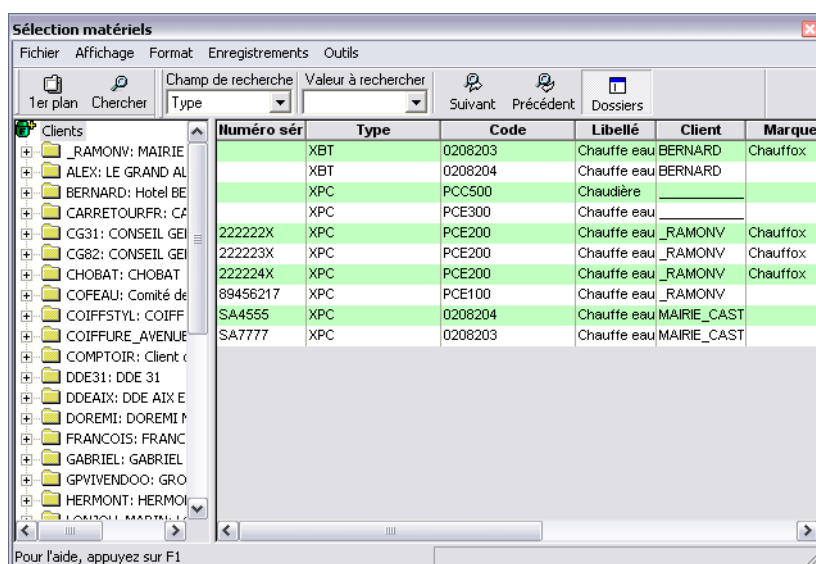 Sélection matériels
Fichier Affichage Format Enregistrements Outils
1er plan Chercher Champ de recherche Type Valeur à rechercher Suivant Précédent Dossiers
Clients
_RAMONV: MAIRIE
ALEX: LE GRAND AL
BERNARD: Hotel BE
CARRETOURFR: CA
CG31: CONSEIL GEI
CG82: CONSEIL GEI
CHOBAT: CHOBAT
COFEAU: Comité de
COIFFSTYL: COIFF
COIFFURE_AVENUE
COMPTOIR: Client
DDE31: DDE 31
DDEAIX: DDE AIX E
DOREMI: DOREMI
FRANCOIS: FRANC
GABRIEL: GABRIEL
GPVIVENDOO: GRO
HERMONT: HERMO
Numéro sér Type Code Libellé Client Marque
XBT 0208203 Chauffe eau BERNARD Chauffox
XBT 0208204 Chauffe eau BERNARD
XPC PCC500 Chaudière
XPC PCE300 Chauffe eau
222222X XPC PCE200 Chauffe eau _RAMONV Chauffox
222223X XPC PCE200 Chauffe eau _RAMONV Chauffox
222224X XPC PCE200 Chauffe eau _RAMONV Chauffox
89456217 XPC PCE100 Chauffe eau _RAMONV
SA4555 XPC 0208204 Chauffe eau MAIRIE_CAST
SA7777 XPC 0208203 Chauffe eau MAIRIE_CAST
Pour l'aide, appuyez sur F1